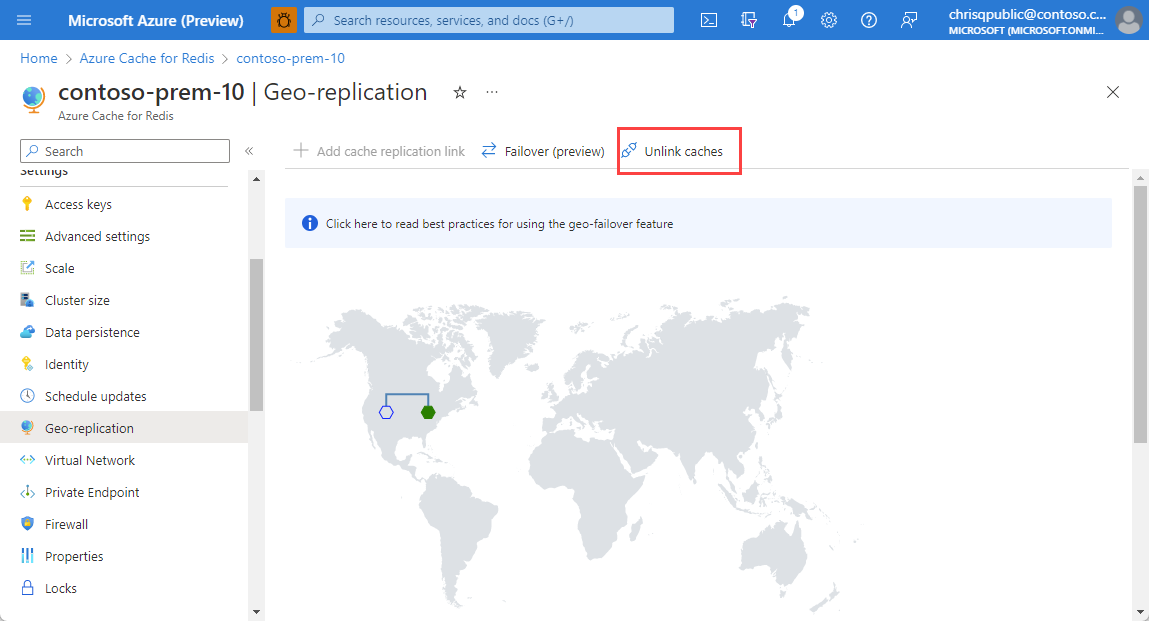 Microsoft Azure (Preview)
Search resources, services, and docs (G+/)
1
chrisqpublic@contoso.c...
MICROSOFT (MICROSOFT.ONMI...
Home > Azure Cache for Redis > contoso-prem-10
contoso-prem-10 | Geo-replication
Azure Cache for Redis
Search
Add cache replication link
Failover (preview)
Unlink caches
Settings
Access keys
Advanced settings
Scale
Cluster size
Data persistence
Identity
Schedule updates
Geo-replication
Virtual Network
Private Endpoint
Firewall
Properties
Locks
Click here to read best practices for using the geo-failover feature